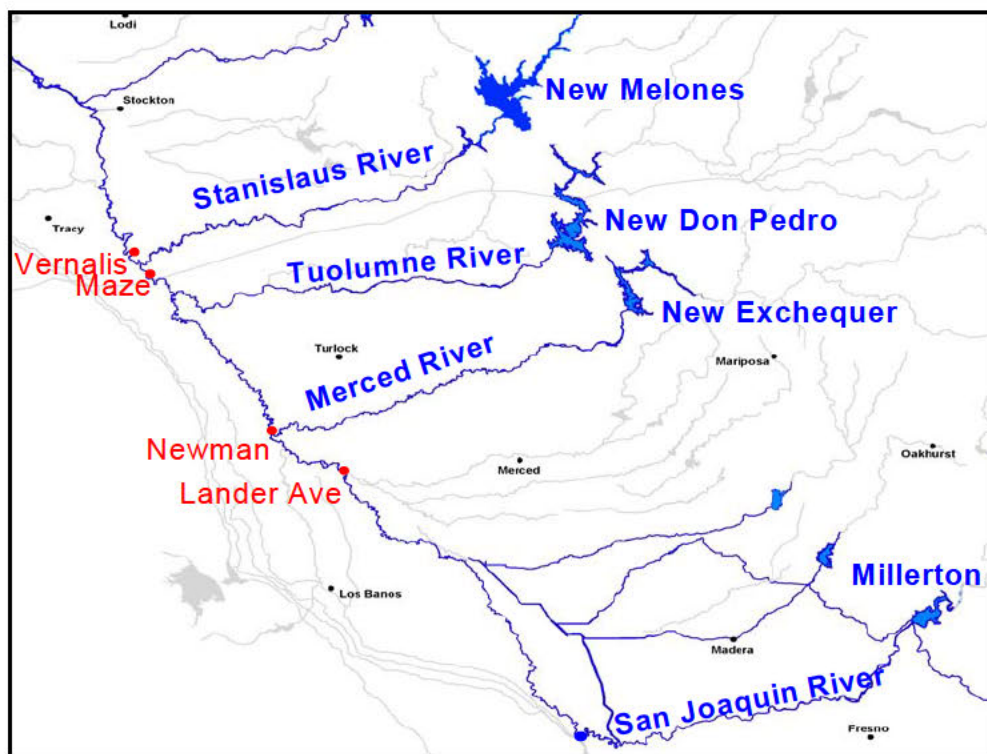 Lodi
New Melones
Stockton
Stanislaus River
Tracy
New Don Pedro
Vernalis
Tuolumne River
Maze
New Exchequer
Turlock
Merced River
Mariposa
Newman
Oakhurst
Merced
Lander Ave
Millerton
Los Banos
Madera
San Joaquin River
Fresno